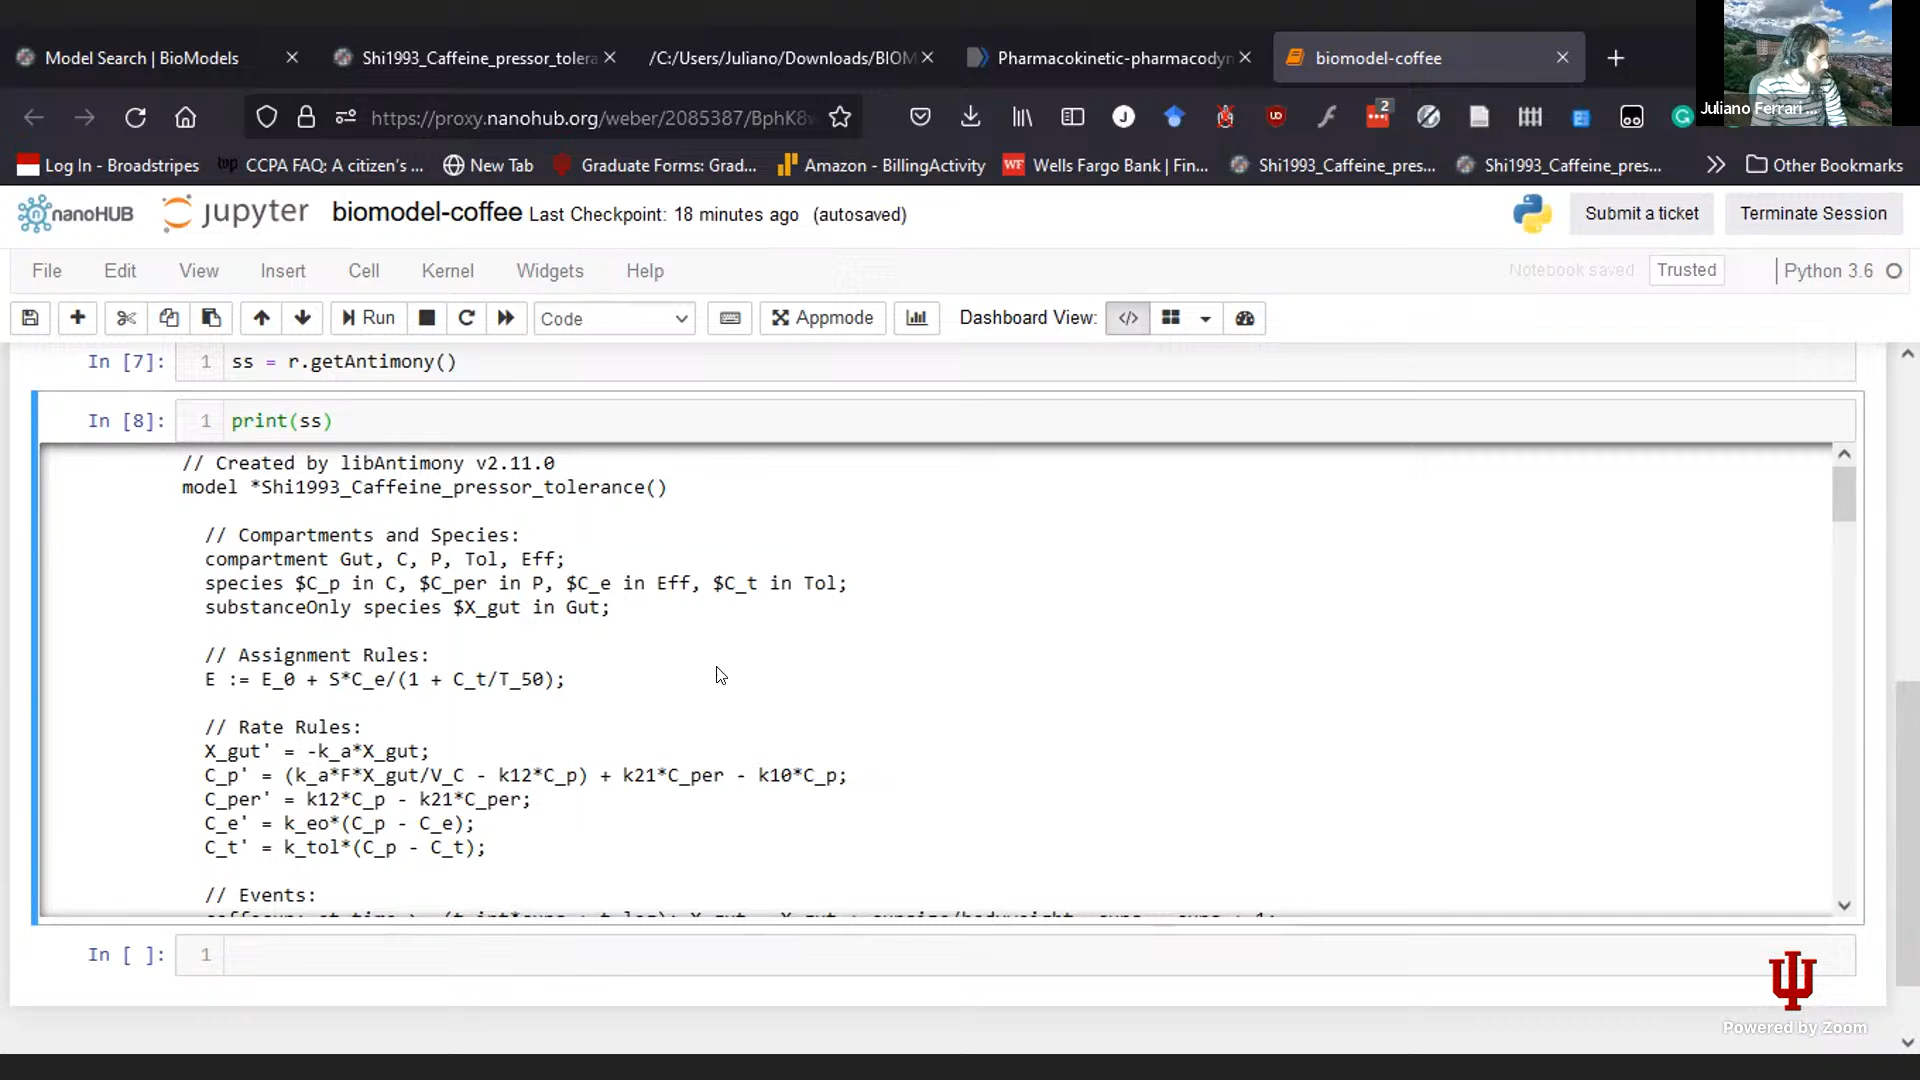 Model Search | BioModels
Shi1993_Caffeine_pressor_tolera
/C:/Users/Juliano/Downloads/BIOM
Pharmacokinetic-pharmacodyn
biomodel-coffee
Juliano Ferrari ...
https://proxy.nanohub.org/weber/2085387/BphK8
2
Log In - Broadstripes
CCPA FAQ: A citizen's ...
New Tab
Graduate Forms: Grad...
Amazon - BillingActivity
WF Wells Fargo Bank | Fin...
Shi1993_Caffeine_pres...
Shi1993_Caffeine_pres...
Other Bookmarks
nanoHUB
jupyter
biomodel-coffee Last Checkpoint: 18 minutes ago (autosaved)
Submit a ticket
Terminate Session
File Edit View Insert Cell Kernel Widgets Help
Notebook saved
Trusted
Python 3.6
Run
Code
Appmode
Dashboard View:
In [7]: 1 ss = r.getAntimony()
In [8]: 1 print(ss)
// Created by libAntimony v2.11.0
model *Shi1993_Caffeine_pressor_tolerance()
// Compartments and Species:
compartment Gut, C, P, Tol, Eff;
species $C_p in C, $C_per in P, $C_e in Eff, $C_t in Tol;
substanceOnly species $X_gut in Gut;
// Assignment Rules:
E := E_0 + S*C_e/(1 + C_t/T_50);
// Rate Rules:
X_gut' = -k_a*X_gut;
C_p' = (k_a*F*X_gut/V_C - k12*C_p) + k21*C_per - k10*C_p;
C_per' = k12*C_p - k21*C_per;
C_e' = k_eo*(C_p - C_e);
C_t' = k_tol*(C_p - C_t);
// Events:
In [ ]: 1
Powered by Zoom